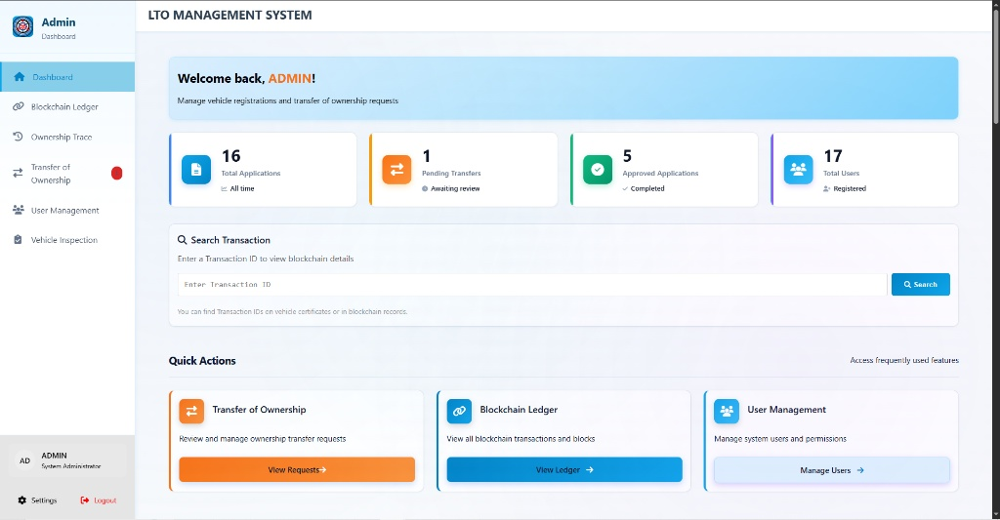 Admin
Dashboard
LTO MANAGEMENT SYSTEM
Dashboard
Blockchain Ledger
Ownership Trace
Transfer of
Ownership
User Management
Vehicle Inspection
AD
ADMIN
System Administrator
Settings
Logout
Welcome back, ADMIN!
Manage vehicle registrations and transfer of ownership requests
16
Total Applications
All time
1
Pending Transfers
Awaiting review
5
Approved Applications
Completed
17
Total Users
Registered
Search Transaction
Enter a Transaction ID to view blockchain details
Enter Transaction ID
Search
You can find Transaction IDs on vehicle certificates or in blockchain records.
Quick Actions
Access frequently used features
Transfer of Ownership
Review and manage ownership transfer requests
View Requests
Blockchain Ledger
View all blockchain transactions and blocks
View Ledger
User Management
Manage system users and permissions
Manage Users